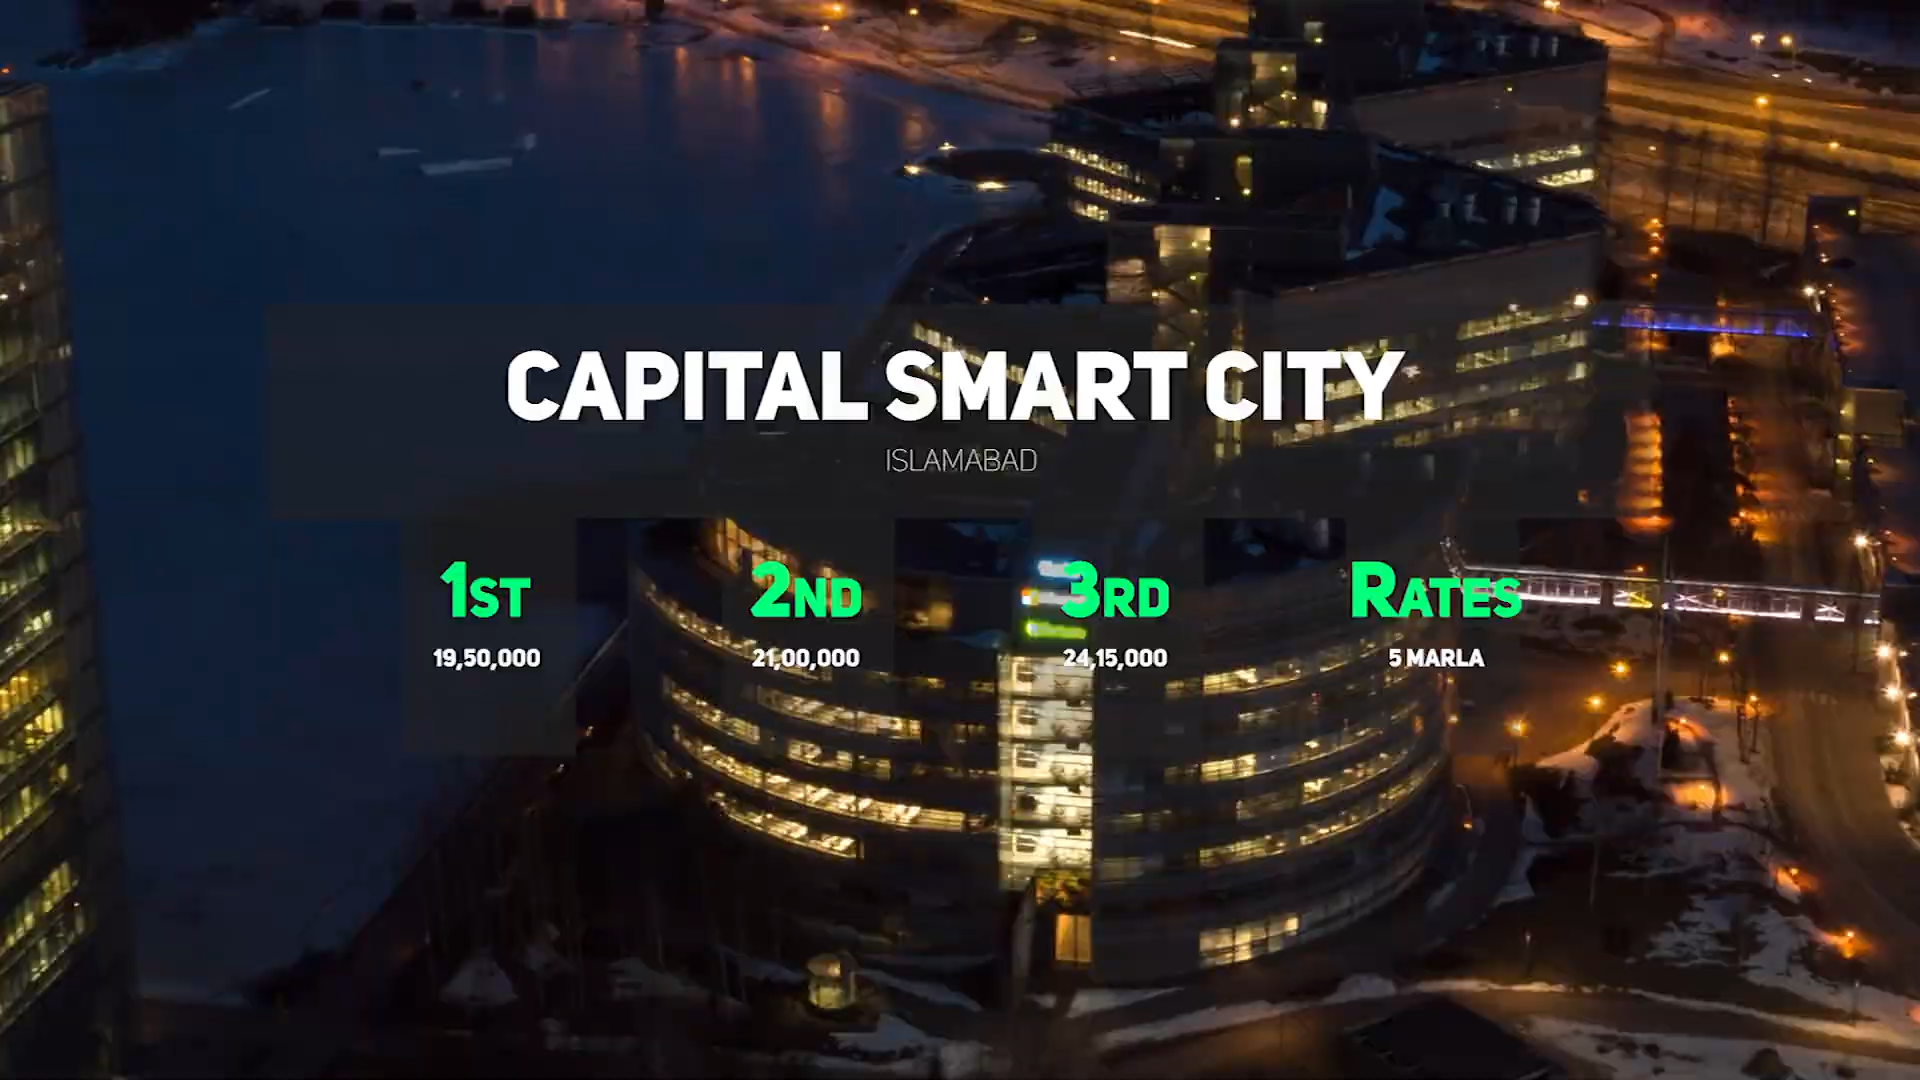 CAPITAL SMART CITY
ISLAMABAD
1ST 2ND 3RD RATES
19,50,000 21,00,000 24,15,000 5 MARLA